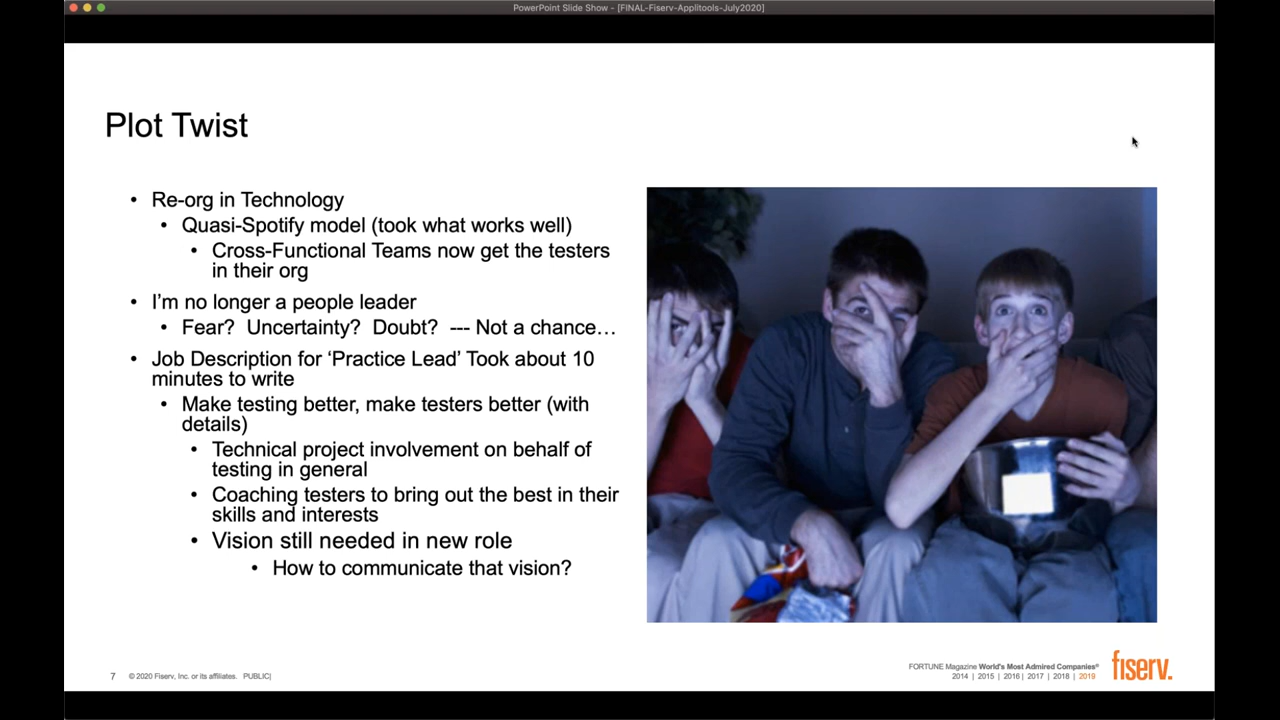 PowerPoint Slide Show - [FINAL-Fiserv-Applitools-July2020]
Plot Twist
• Re-org in Technology
• Quasi-Spotify model (took what works well)
• Cross-Functional Teams now get the testers
in their org
• I'm no longer a people leader
• Fear? Uncertainty? Doubt? --- Not a chance…
• Job Description for ‘Practice Lead’ Took about 10
minutes to write
• Make testing better, make testers better (with
details)
• Technical project involvement on behalf of
testing in general
• Coaching testers to bring out the best in their
skills and interests
• Vision still needed in new role
• How to communicate that vision?
7 © 2020 Fiserv, Inc. or its affiliates. PUBLIC|
FORTUNE Magazine World's Most Admired Companies®
2014 | 2015 | 2016 | 2017 | 2018 | 2019
fiserv.